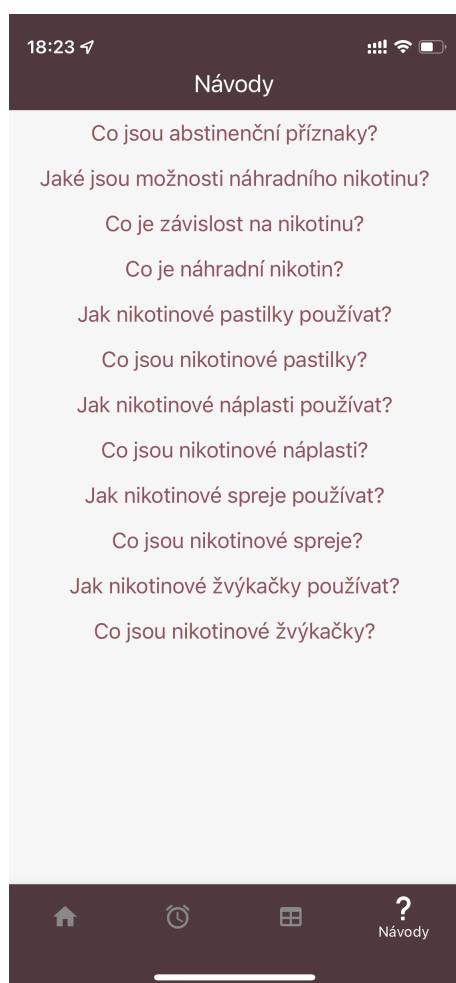 18:23
Návody
Co jsou abstinenční příznaky?
Jaké jsou možnosti náhradního nikotinu?
Co je závislost na nikotinu?
Co je náhradní nikotin?
Jak nikotinové pastilky používat?
Co jsou nikotinové pastilky?
Jak nikotinové náplasti používat?
Co jsou nikotinové náplasti?
Jak nikotinové spreje používat?
Co jsou nikotinové spreje?
Jak nikotinové žvýkačky používat?
Co jsou nikotinové žvýkačky?
?
Návody